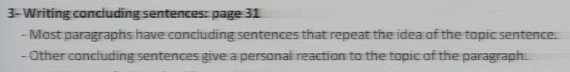 3- Writing concluding sentences: page 31
- Most paragraphs have concluding sentences that repeat the idea of the topic sentence.
- Other concluding sentences give a personal reaction to the topic of the paragraph.